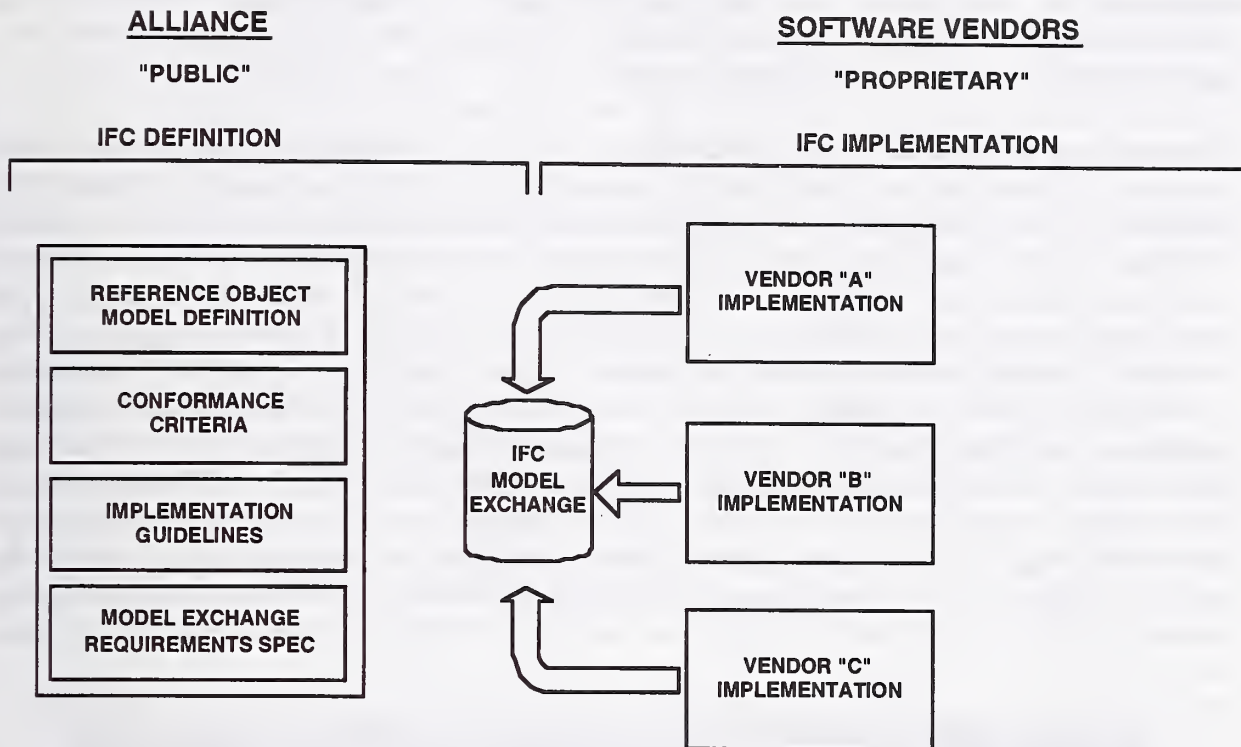 ALLIANCE
"PUBLIC"
IFC DEFINITION
REFERENCE OBJECT
MODEL DEFINITION
CONFORMANCE
CRITERIA
IMPLEMENTATION
GUIDELINES
MODEL EXCHANGE
REQUIREMENTS SPEC
SOFTWARE VENDORS
"PROPRIETARY"
IFC IMPLEMENTATION
IFC
MODEL
EXCHANGE
VENDOR "A"
IMPLEMENTATION
VENDOR "B"
IMPLEMENTATION
VENDOR "C"
IMPLEMENTATION